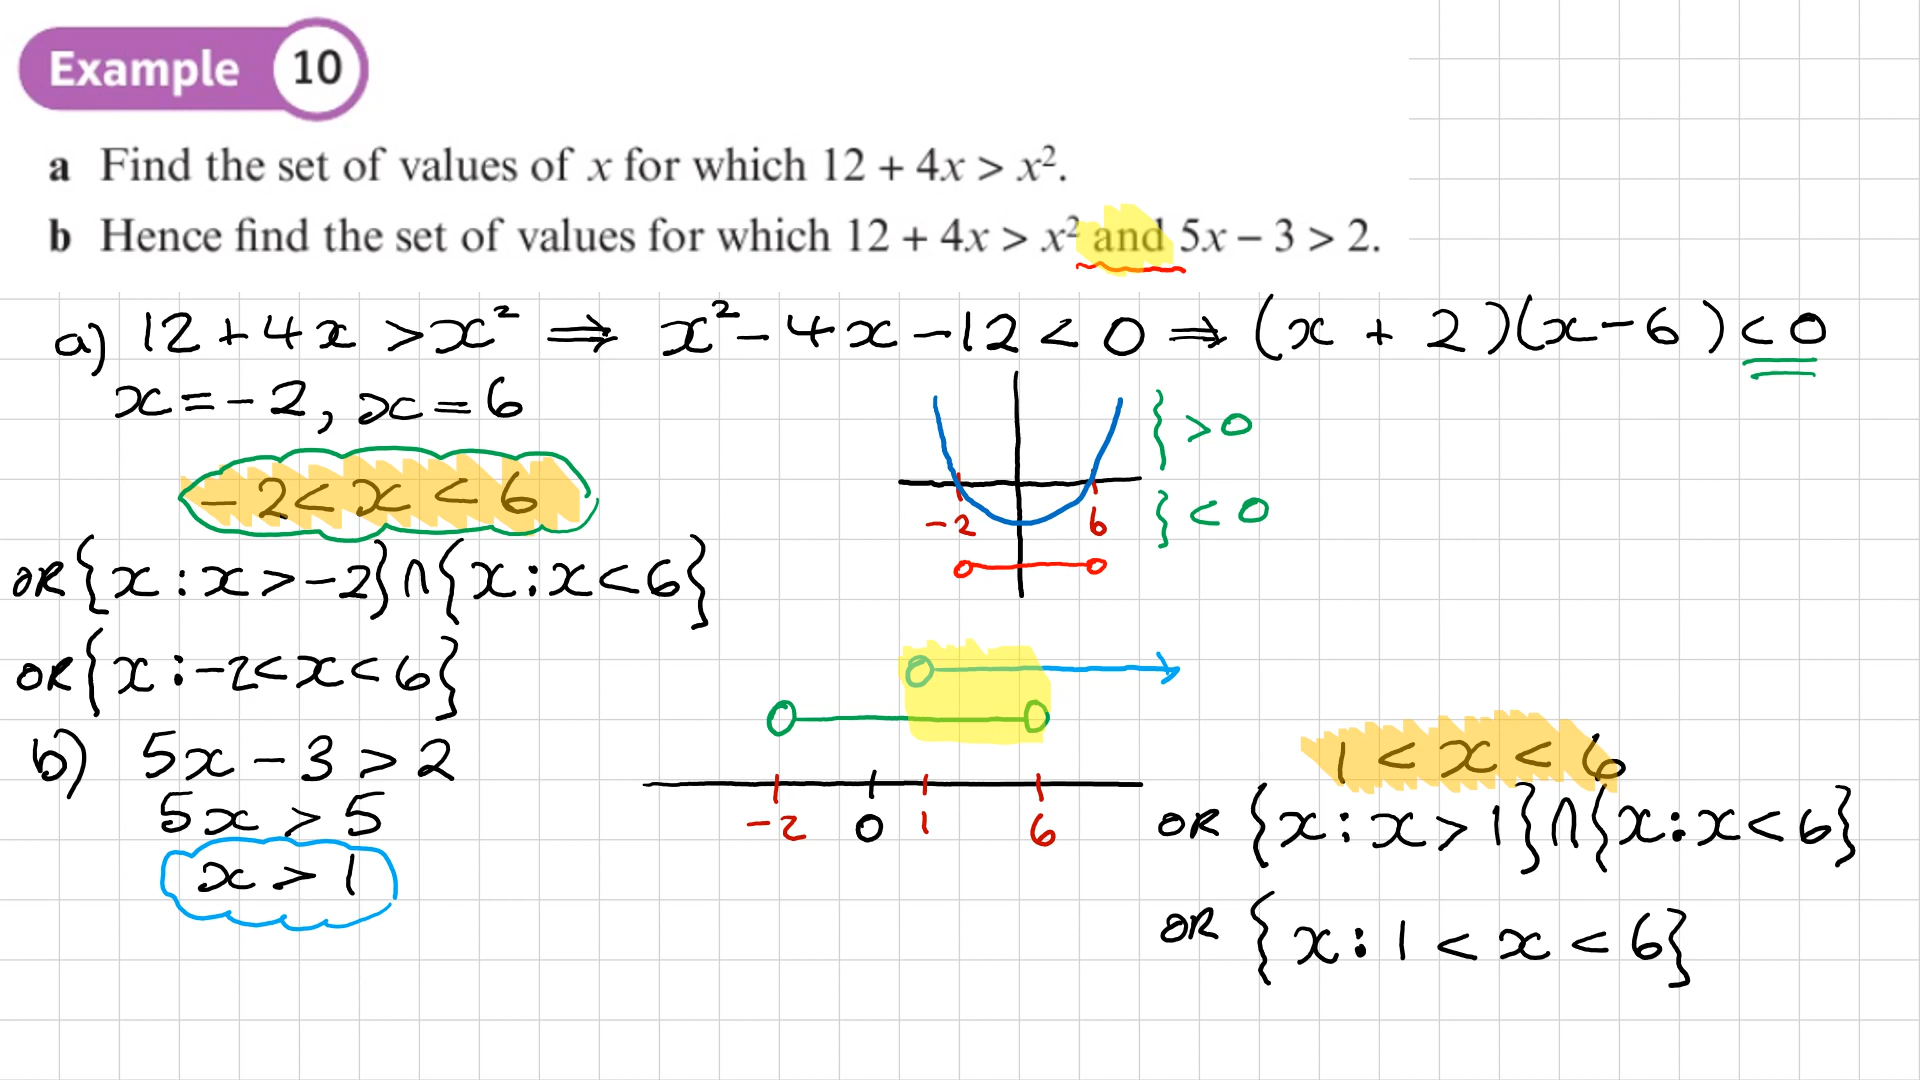 Example 10
a Find the set of values of x for which 12 + 4x > x².
b Hence find the set of values for which 12 + 4x > x² and 5x − 3 > 2.
a) 12+4x >x² ⇒ x²−4x−12<0 ⇒ (x + 2)(x−6)<0
x=−2, x=6
} >0
−2<x<6
} <0
−2 6
OR {x:x>−2}∩{x:x<6}
OR {x:−2<x<6}
b) 5x−3>2
5x>5
x>1
−2 0 1 6
1<x<6
OR {x:x>1}∩{x:x<6}
OR {x:1<x<6}